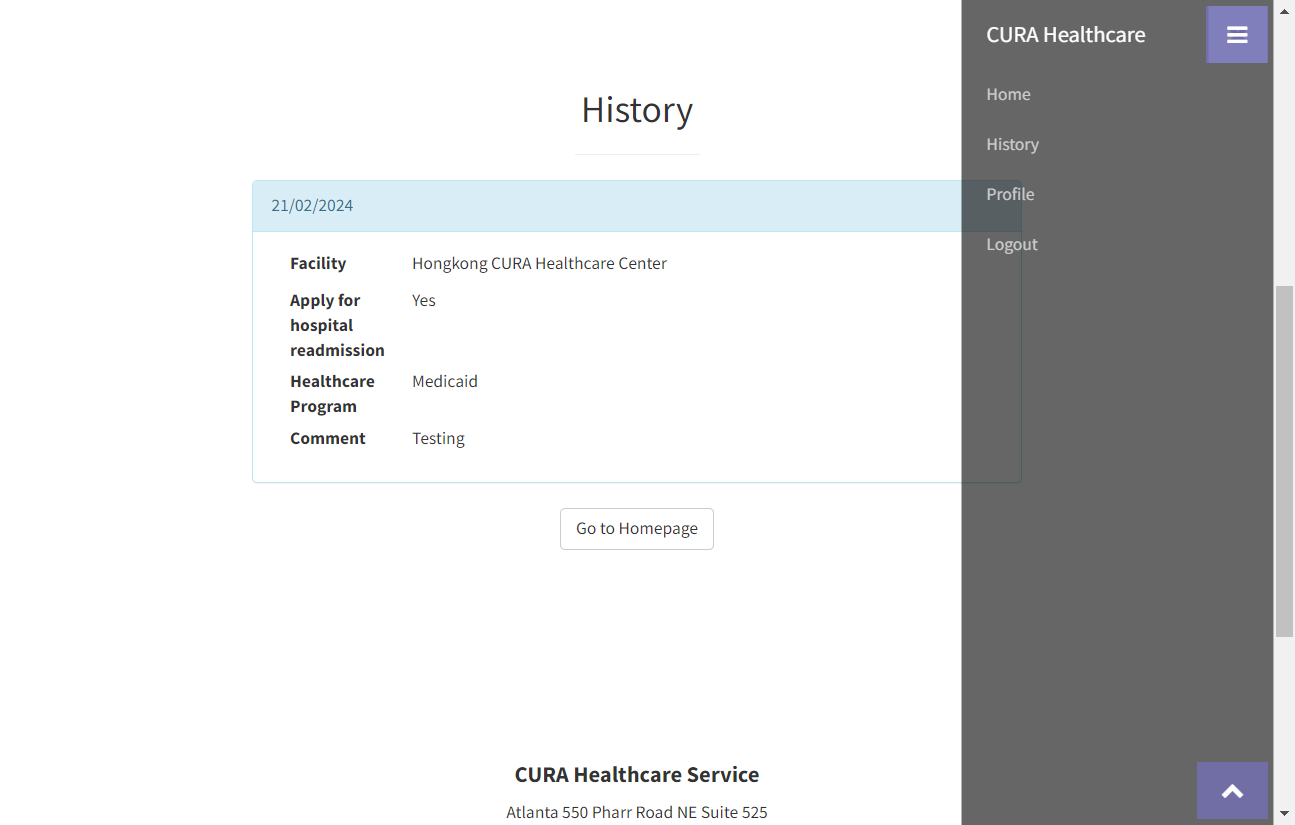 CURA Healthcare
Home
History
Profile
Logout
History
21/02/2024
Facility Hongkong CURA Healthcare Center
Apply for Yes
hospital
readmission
Healthcare Medicaid
Program
Comment Testing
Go to Homepage
CURA Healthcare Service
Atlanta 550 Pharr Road NE Suite 525